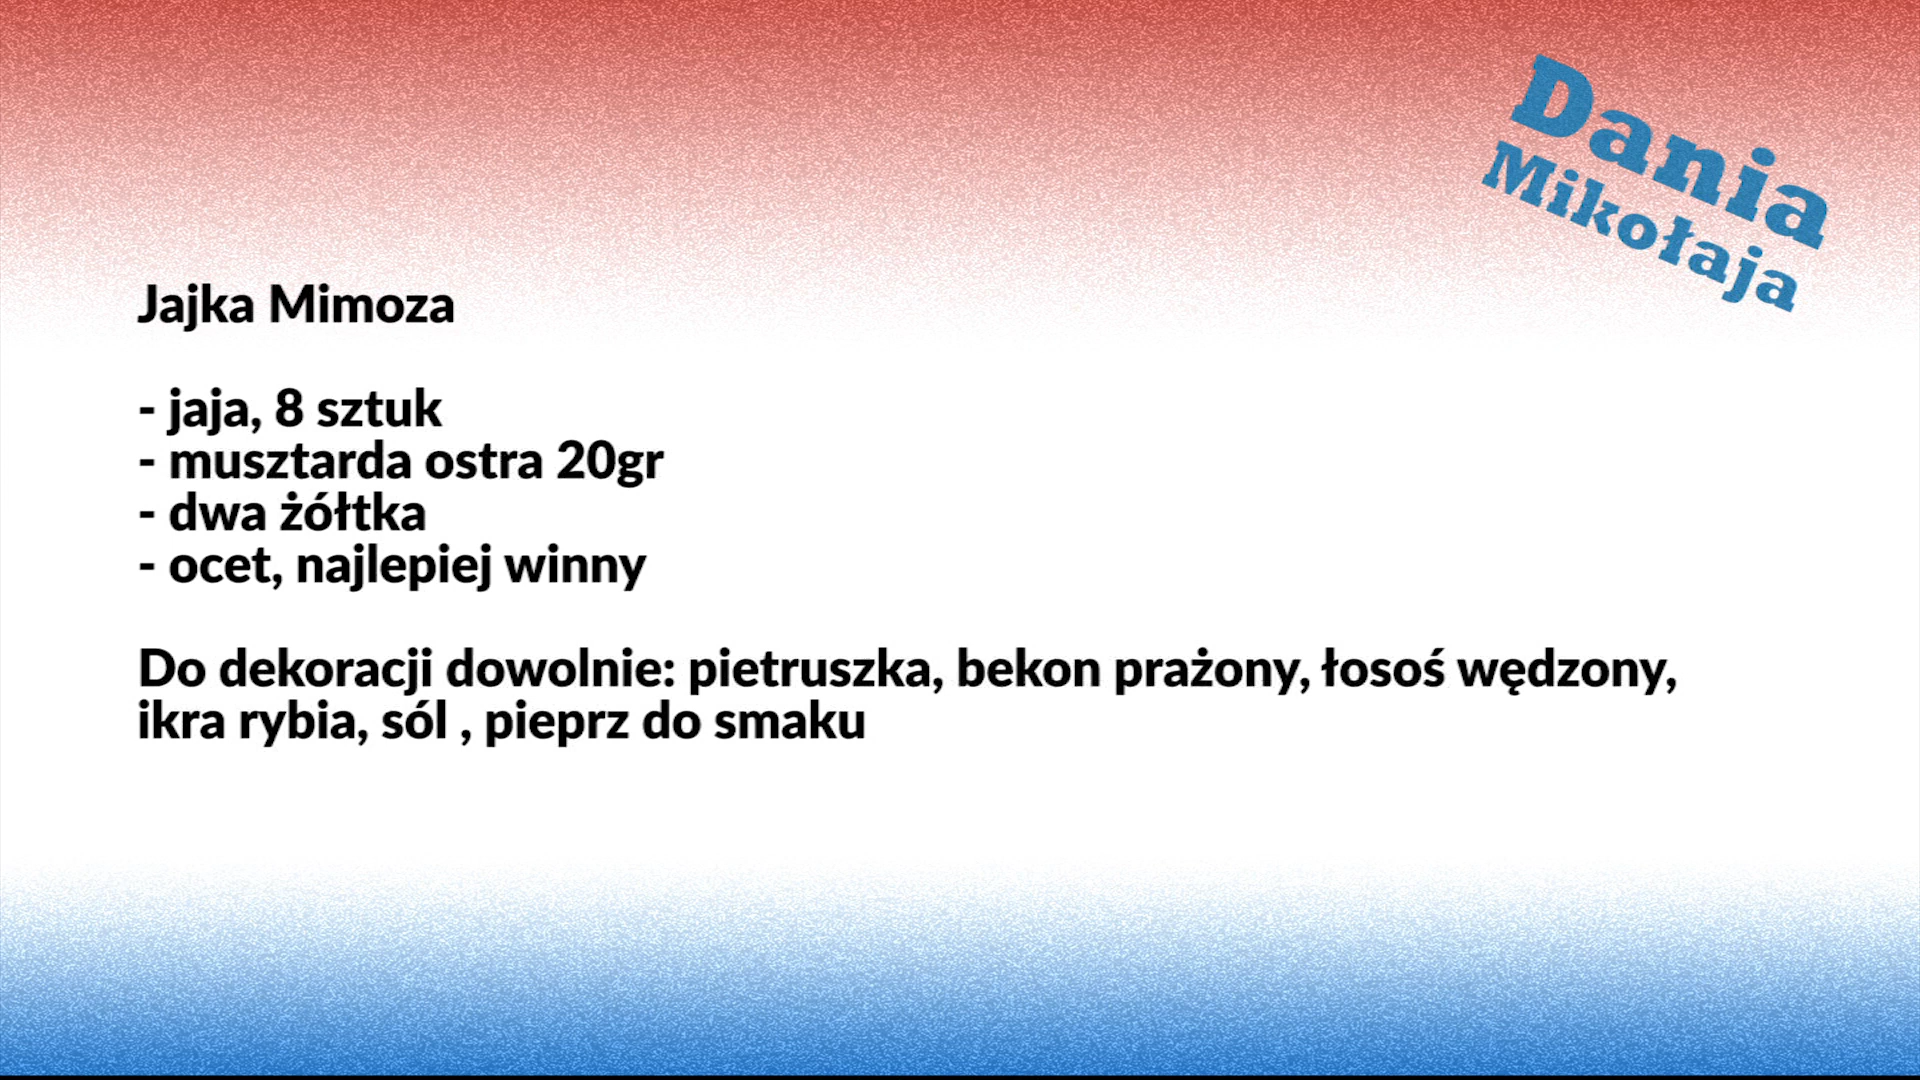 Dania
Mikołaja
Jajka Mimoza
- jaja, 8 sztuk
- musztarda ostra 20gr
- dwa żółtka
- ocet, najlepiej winny
Do dekoracji dowolnie: pietruszka, bekon prażony, łosoś wędzony,
ikra rybia, sól , pieprz do smaku